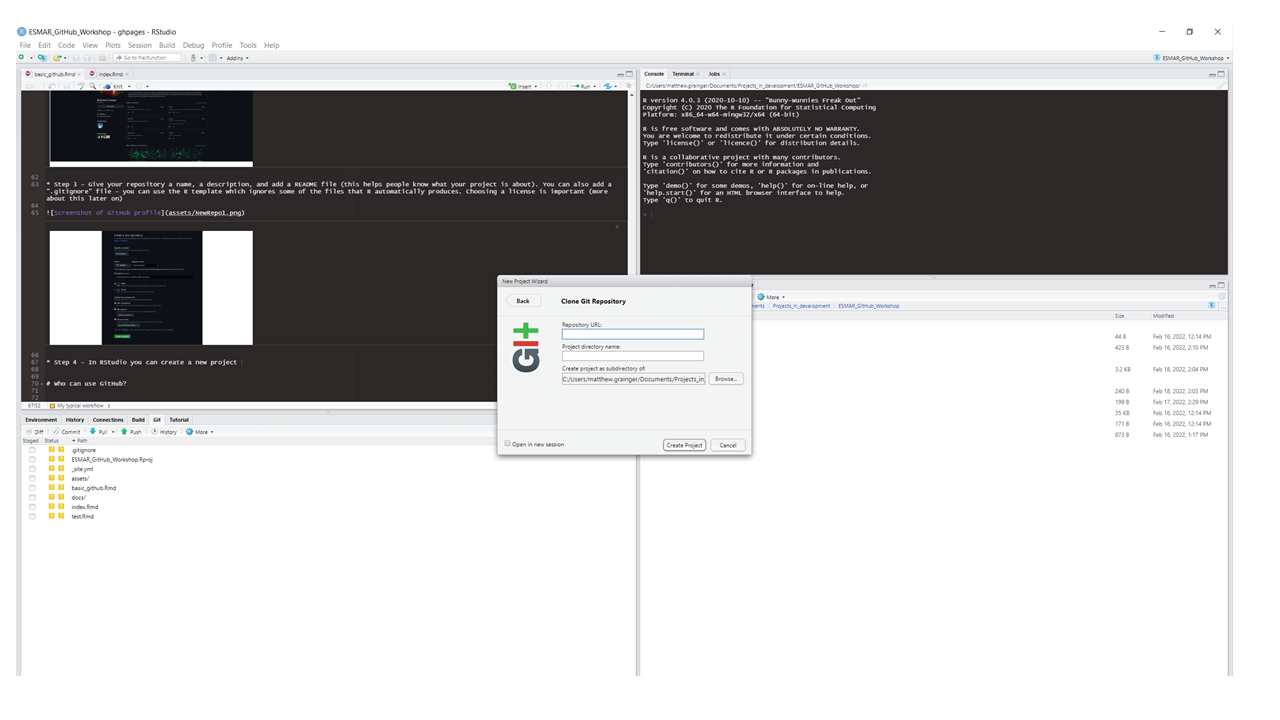 ESMAR_GitHub_Workshop - ghpages - RStudio
File Edit Code View Plots Session Build Debug Profile Tools Help
Go to file/function Addins
ESMAR_GitHub_Workshop
basic_github.Rmd index.Rmd
Knit Insert Run
62
63 * Step 3 - Give your repository a name, a description, and add a README file (this helps people know what your project is about). You can also add a
".gitignore" file - you can use the R template which ignores some of the files that R automatically produces. Choosing a license is important (more
about this later on)
64
65 ![Screenshot of GitHub profile](assets/NewRepo1.png)
66
67 * Step 4 - In RStudio you can create a new project
68
69
70 # Who can use GitHub?
71
72
67:52 My typical workflow
Environment History Connections Build Git Tutorial
Diff Commit Pull Push History More
Staged Status Path
.gitignore
ESMAR_GitHub_Workshop.Rproj
_site.yml
assets/
basic_github.Rmd
docs/
index.Rmd
test.Rmd
Console Terminal Jobs
C:/Users/matthew.grainger/Documents/Projects_in_development/ESMAR_GitHub_Workshop/
R version 4.0.3 (2020-10-10) -- "Bunny-Wunnies Freak Out"
Copyright (C) 2020 The R Foundation for Statistical Computing
Platform: x86_64-w64-mingw32/x64 (64-bit)
R is free software and comes with ABSOLUTELY NO WARRANTY.
You are welcome to redistribute it under certain conditions.
Type 'license()' or 'licence()' for distribution details.
R is a collaborative project with many contributors.
Type 'contributors()' for more information and
'citation()' on how to cite R or R packages in publications.
Type 'demo()' for some demos, 'help()' for on-line help, or
'help.start()' for an HTML browser interface to help.
Type 'q()' to quit R.
>
New Project Wizard
Back Clone Git Repository
git
Repository URL:
Project directory name:
Create project as subdirectory of:
C:/Users/matthew.grainger/Documents/Projects_in_ Browse...
Open in new session Create Project Cancel
More
ments Projects_in_development ESMAR_GitHub_Workshop
Size Modified
44 B Feb 16, 2022, 12:14 PM
423 B Feb 16, 2022, 2:10 PM
3.2 KB Feb 18, 2022, 2:04 PM
240 B Feb 18, 2022, 2:03 PM
199 B Feb 17, 2022, 2:29 PM
35 KB Feb 16, 2022, 12:14 PM
171 B Feb 16, 2022, 12:14 PM
873 B Feb 16, 2022, 1:17 PM